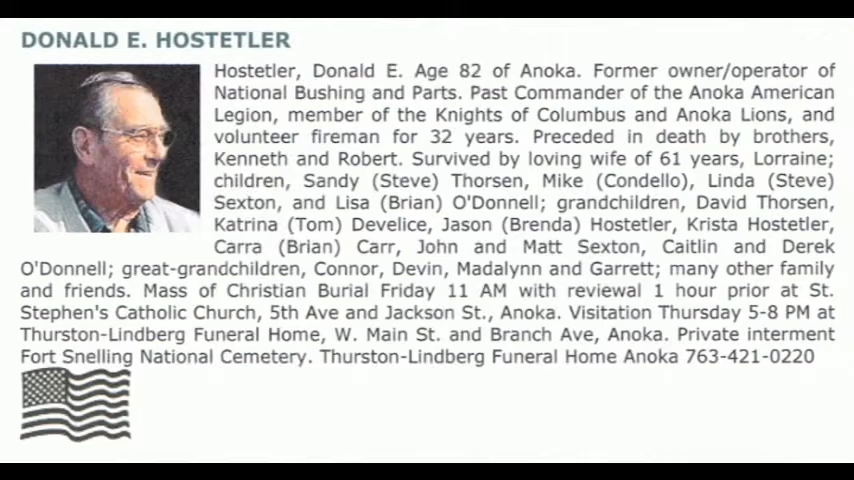 DONALD E. HOSTETLER
Hostetler, Donald E. Age 82 of Anoka. Former owner/operator of
National Bushing and Parts. Past Commander of the Anoka American
Legion, member of the Knights of Columbus and Anoka Lions, and
volunteer fireman for 32 years. Preceded in death by brothers,
Kenneth and Robert. Survived by loving wife of 61 years, Lorraine;
children, Sandy (Steve) Thorsen, Mike (Condello), Linda (Steve)
Sexton, and Lisa (Brian) O'Donnell; grandchildren, David Thorsen,
Katrina (Tom) Develice, Jason (Brenda) Hostetler, Krista Hostetler,
Carra (Brian) Carr, John and Matt Sexton, Caitlin and Derek
O'Donnell; great-grandchildren, Connor, Devin, Madalynn and Garrett; many other family
and friends. Mass of Christian Burial Friday 11 AM with reviewal 1 hour prior at St.
Stephen's Catholic Church, 5th Ave and Jackson St., Anoka. Visitation Thursday 5-8 PM at
Thurston-Lindberg Funeral Home, W. Main St. and Branch Ave, Anoka. Private interment
Fort Snelling National Cemetery. Thurston-Lindberg Funeral Home Anoka 763-421-0220